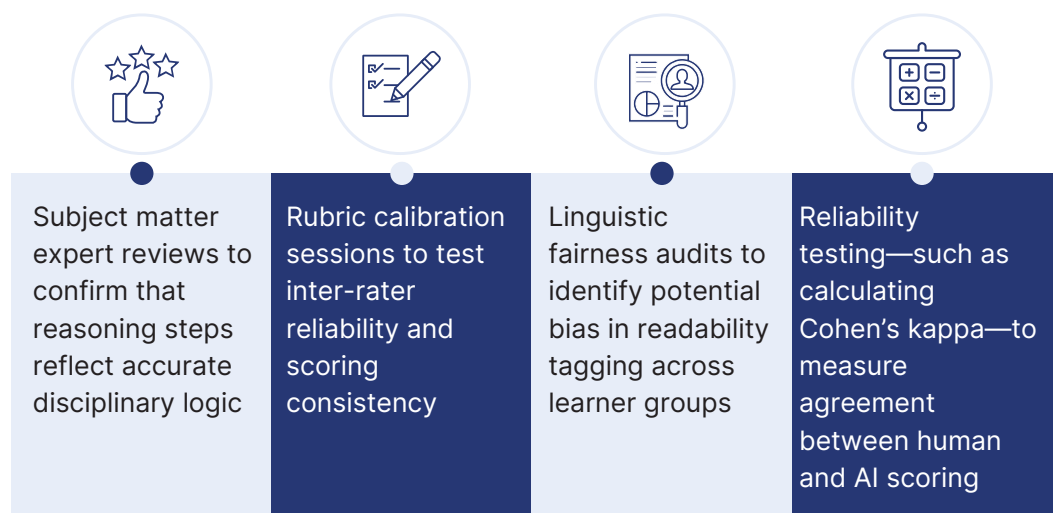 Subject matter
expert reviews to
confirm that
reasoning steps
reflect accurate
disciplinary logic
Rubric calibration
sessions to test
inter-rater
reliability and
scoring
consistency
Linguistic
fairness audits to
identify potential
bias in readability
tagging across
learner groups
Reliability
testing—such as
calculating
Cohen’s kappa—to
measure
agreement
between human
and AI scoring